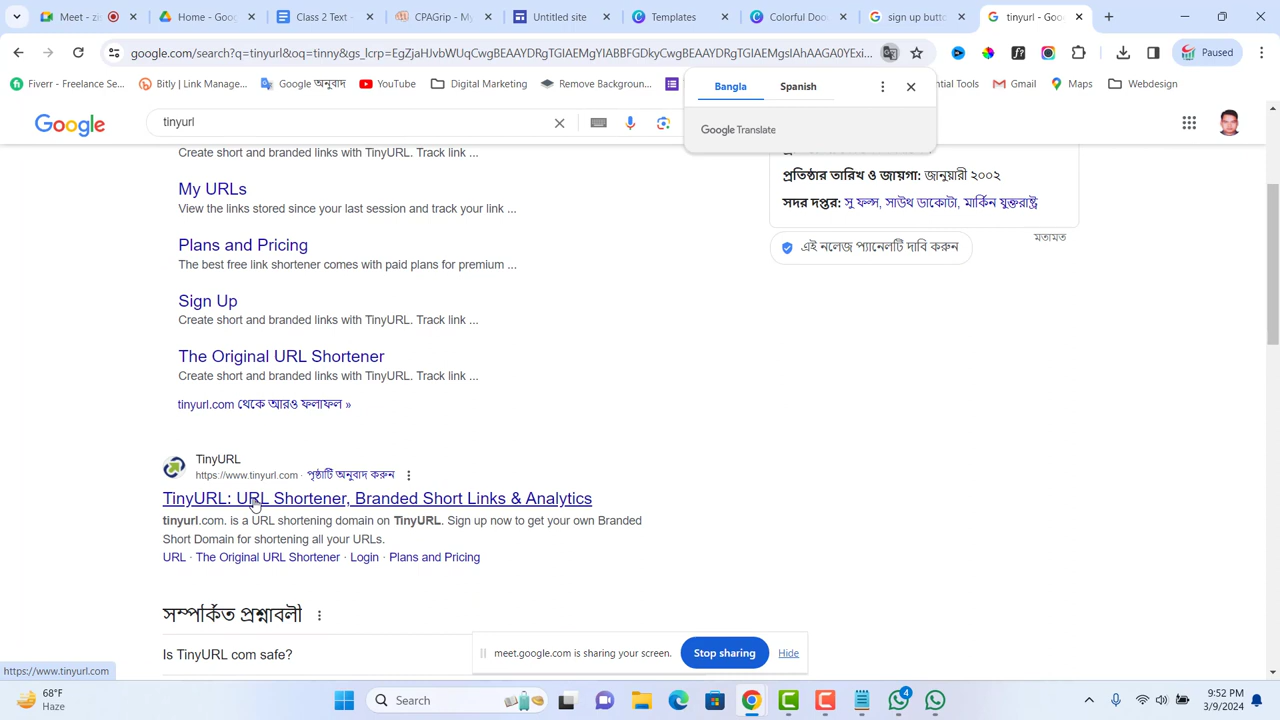 Meet - ze
Inbox (1)
Class 2 Text -
CPAGrip - My
Untitled site
Templates
Colorful Doo
sign up butto
tinyurl - Goo
google.com/search?q=tinyurl&oq=tinny&gs_lcrp=EgZjaHJvbWUqCwgBEAAYDRgTGIAEMgYIABBFGDkyCwgBEAAYDRgTGIAEMgsIAhAAGA0YExi...
Paused
Fiverr - Freelance Se...
Bitly | Link Manage...
Google অনুবাদ
YouTube
Digital Marketing
Remove Background...
ential Tools
Gmail
Maps
Webdesign
Bangla
Spanish
Google Translate
Google
tinyurl
Create short and branded links with TinyURL. Track link ...
My URLs
View the links stored since your last session and track your link ...
Plans and Pricing
The best free link shortener comes with paid plans for premium ...
Sign Up
Create short and branded links with TinyURL. Track link ...
The Original URL Shortener
Create short and branded links with TinyURL. Track link ...
tinyurl.com থেকে আরও ফলাফল »
প্রতিষ্ঠার তারিখ ও জায়গা: জানুয়ারী ২০০২
সদর দপ্তর: সু ফল্স, সাউথ ডাকোটা, মার্কিন যুক্তরাষ্ট্র
মতামত
এই নলেজ প্যানেলটি দাবি করুন
TinyURL
https://www.tinyurl.com · পৃষ্ঠাটি অনুবাদ করুন
TinyURL: URL Shortener, Branded Short Links & Analytics
tinyurl.com. is a URL shortening domain on TinyURL. Sign up now to get your own Branded
Short Domain for shortening all your URLs.
URL · The Original URL Shortener · Login · Plans and Pricing
সম্পর্কিত প্রশ্নাবলী
Is TinyURL com safe?
meet.google.com is sharing your screen.
Stop sharing
Hide
https://www.tinyurl.com
68°F
Haze
Search
4
9:52 PM
3/9/2024